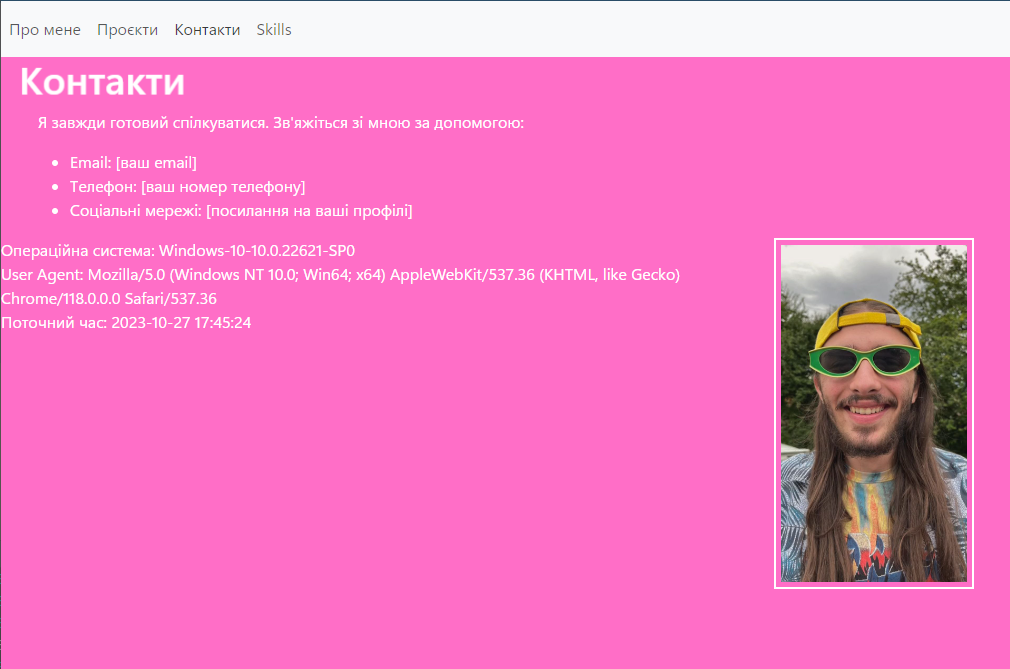 Про мене Проєкти Контакти Skills
Контакти
Я завжди готовий спілкуватися. Зв'яжіться зі мною за допомогою:
• Email: [ваш email]
• Телефон: [ваш номер телефону]
• Соціальні мережі: [посилання на ваші профілі]
Операційна система: Windows-10-10.0.22621-SP0
User Agent: Mozilla/5.0 (Windows NT 10.0; Win64; x64) AppleWebKit/537.36 (KHTML, like Gecko)
Chrome/118.0.0.0 Safari/537.36
Поточний час: 2023-10-27 17:45:24